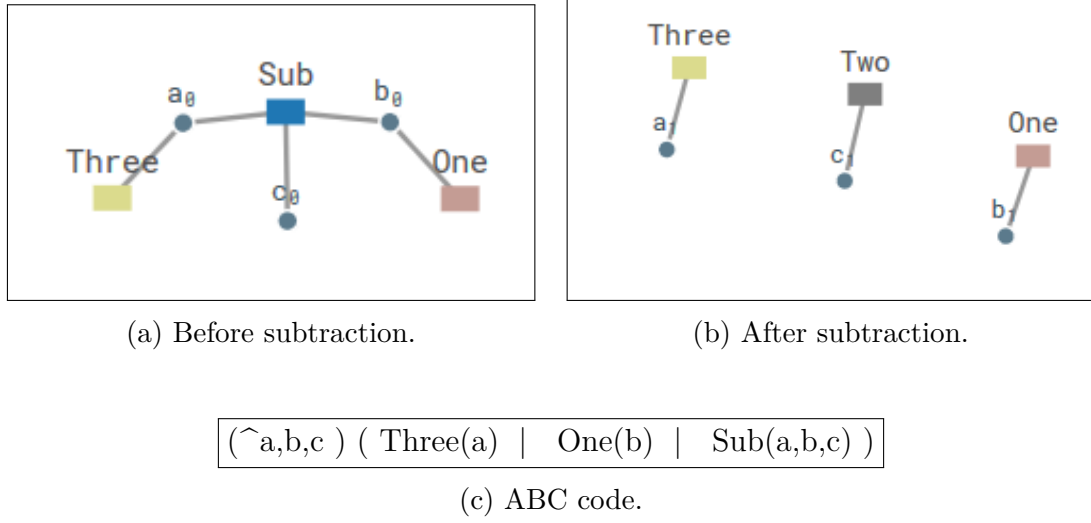 Sub
a₀
b₀
Three
One
c₀
Three
Two
One
a₁
c₁
b₁
(a) Before subtraction.
(b) After subtraction.
(^a,b,c ) ( Three(a) | One(b) | Sub(a,b,c) )
(c) ABC code.